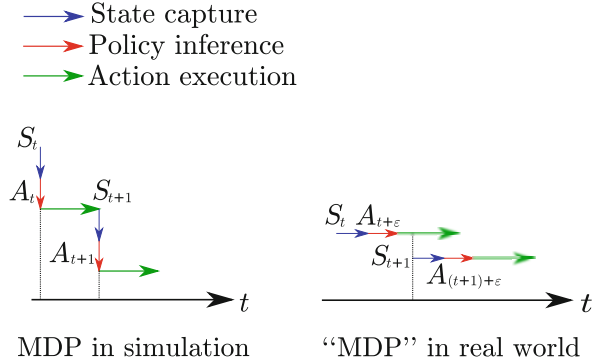 State capture
Policy inference
Action execution
S_t
A_t
S_{t+1}
A_{t+1}
t
MDP in simulation
S_t A_{t+ε}
S_{t+1}
A_{(t+1)+ε}
t
“MDP” in real world